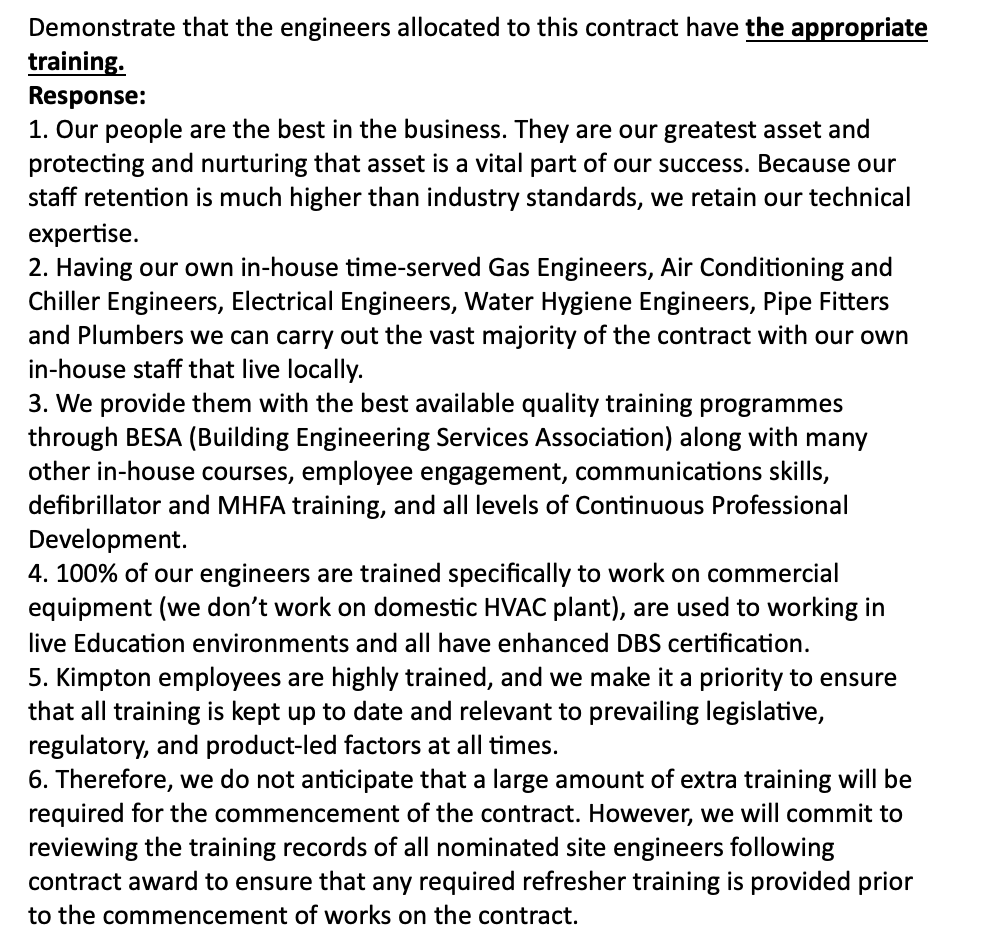 Demonstrate that the engineers allocated to this contract have the appropriate
training.
Response:
1. Our people are the best in the business. They are our greatest asset and
protecting and nurturing that asset is a vital part of our success. Because our
staff retention is much higher than industry standards, we retain our technical
expertise.
2. Having our own in-house time-served Gas Engineers, Air Conditioning and
Chiller Engineers, Electrical Engineers, Water Hygiene Engineers, Pipe Fitters
and Plumbers we can carry out the vast majority of the contract with our own
in-house staff that live locally.
3. We provide them with the best available quality training programmes
through BESA (Building Engineering Services Association) along with many
other in-house courses, employee engagement, communications skills,
defibrillator and MHFA training, and all levels of Continuous Professional
Development.
4. 100% of our engineers are trained specifically to work on commercial
equipment (we don’t work on domestic HVAC plant), are used to working in
live Education environments and all have enhanced DBS certification.
5. Kimpton employees are highly trained, and we make it a priority to ensure
that all training is kept up to date and relevant to prevailing legislative,
regulatory, and product-led factors at all times.
6. Therefore, we do not anticipate that a large amount of extra training will be
required for the commencement of the contract. However, we will commit to
reviewing the training records of all nominated site engineers following
contract award to ensure that any required refresher training is provided prior
to the commencement of works on the contract.